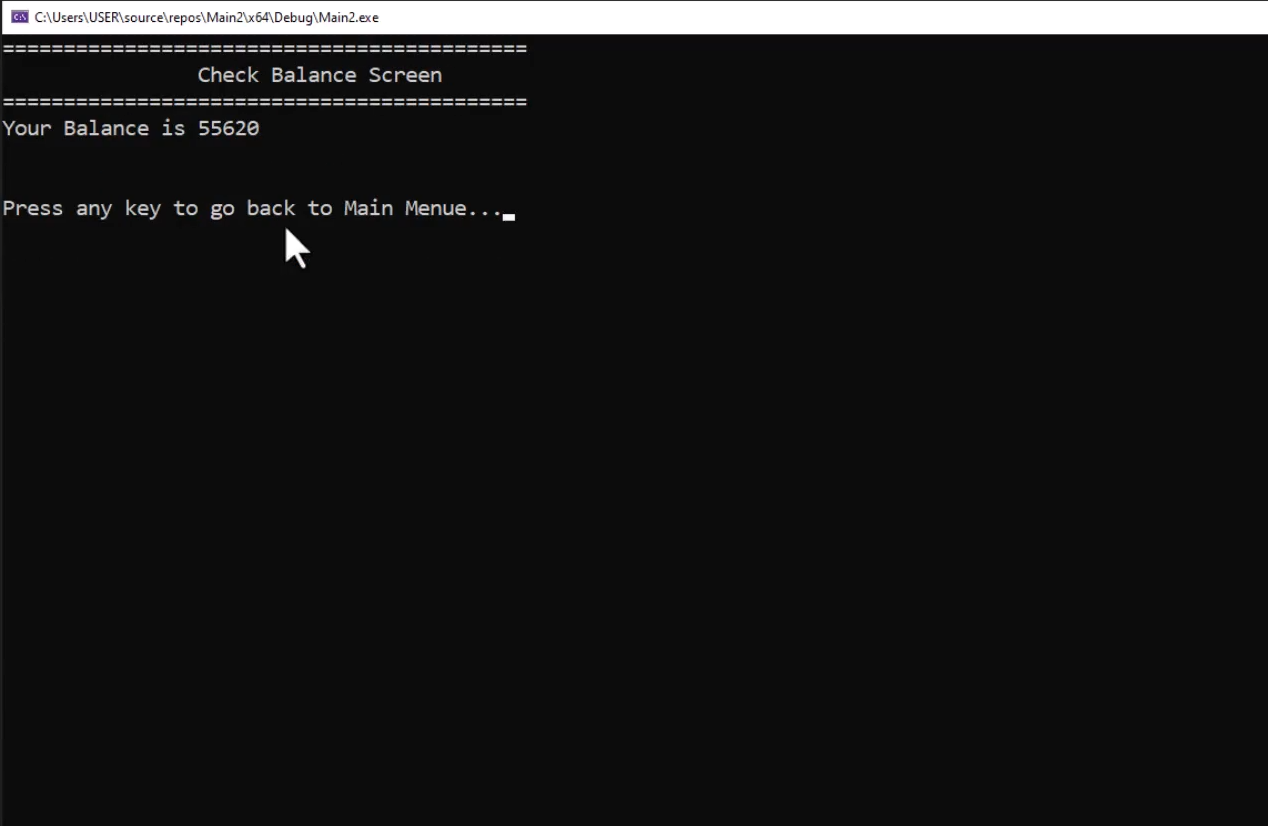 C:\Users\USER\source\repos\Main2\x64\Debug\Main2.exe
===========================================
Check Balance Screen
===========================================
Your Balance is 55620
Press any key to go back to Main Menue...